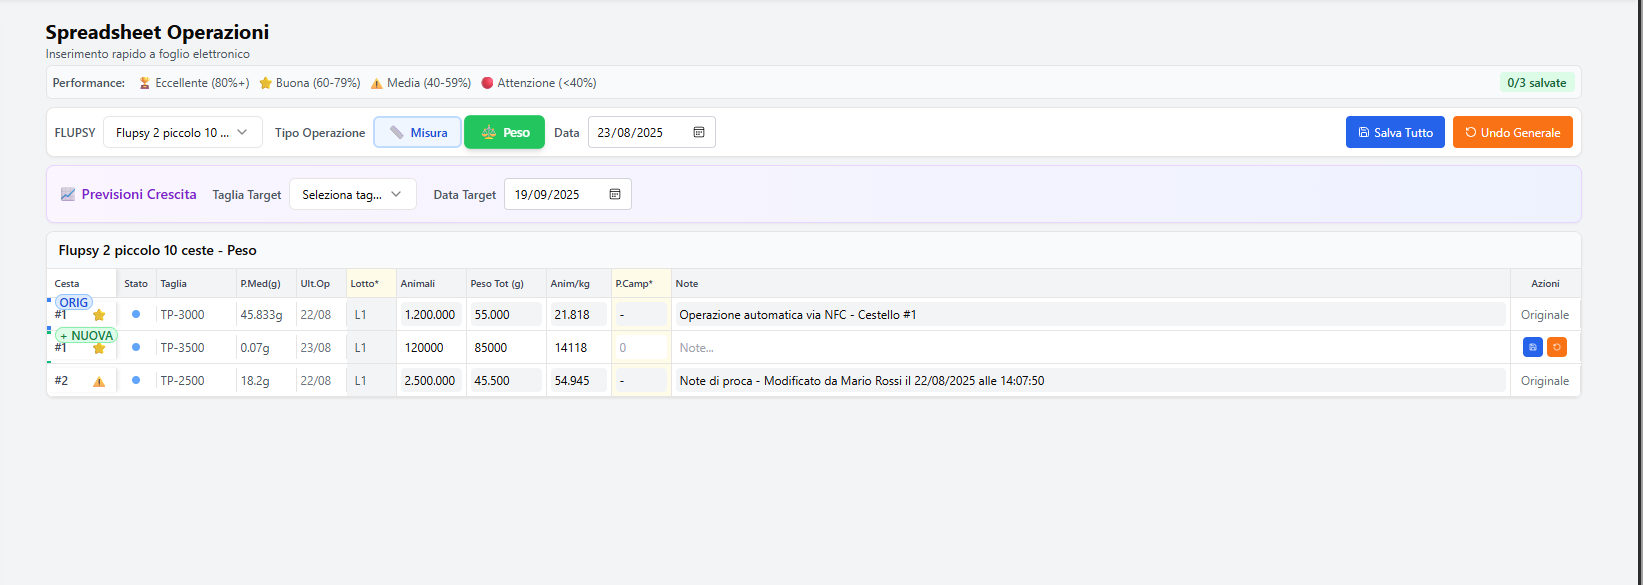 Spreadsheet Operazioni
Inserimento rapido a foglio elettronico
Performance: Eccellente (80%+) Buona (60-79%) Media (40-59%) Attenzione (<40%) 0/3 salvate
FLUPSY Flupsy 2 piccolo 10 ... Tipo Operazione Misura Peso Data 23/08/2025 Salva Tutto Undo Generale
Previsioni Crescita Taglia Target Seleziona tag... Data Target 19/09/2025
Flupsy 2 piccolo 10 ceste - Peso
Cesta Stato Taglia P.Med(g) Ult.Op Lotto* Animali Peso Tot (g) Anim/kg P.Camp* Note Azioni
ORIG
#1 TP-3000 45.833g 22/08 L1 1.200.000 55.000 21.818 - Operazione automatica via NFC - Cestello #1 Originale
+ NUOVA
#1 TP-3500 0.07g 23/08 L1 120000 85000 14118 0 Note...
#2 TP-2500 18.2g 22/08 L1 2.500.000 45.500 54.945 - Note di proca - Modificato da Mario Rossi il 22/08/2025 alle 14:07:50 Originale